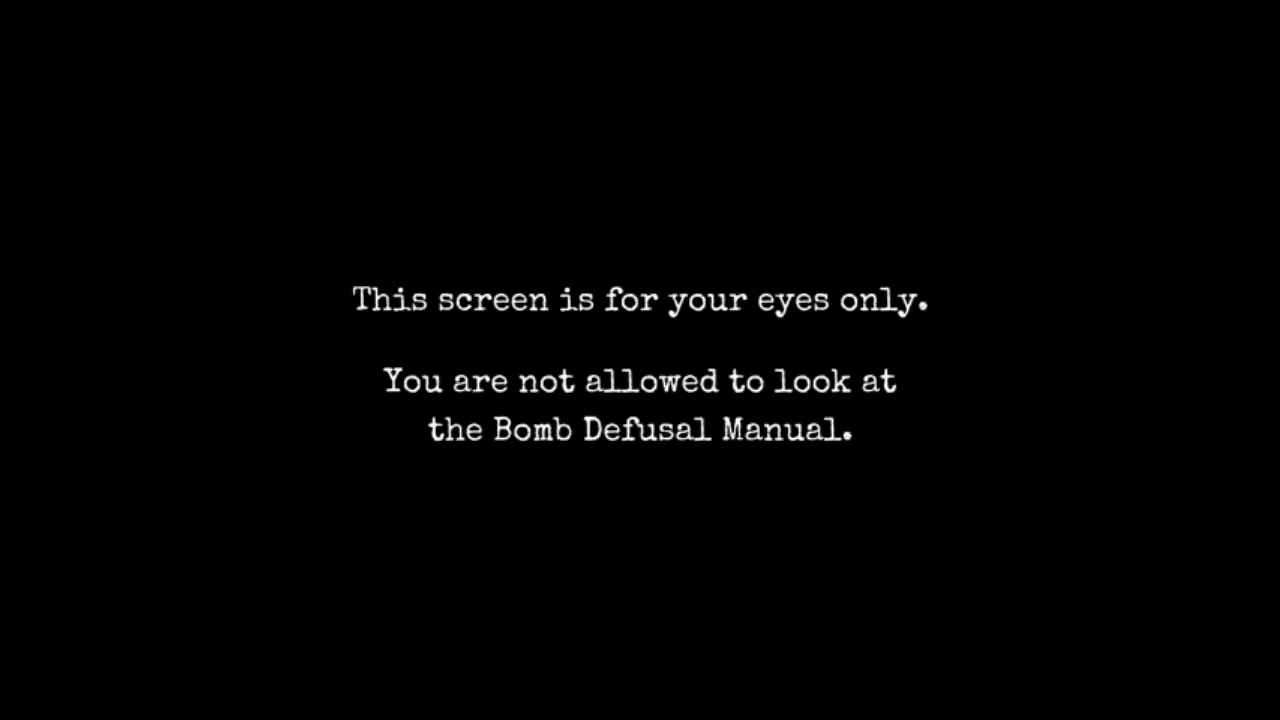 This screen is for your eyes only.
You are not allowed to look at
the Bomb Defusal Manual.